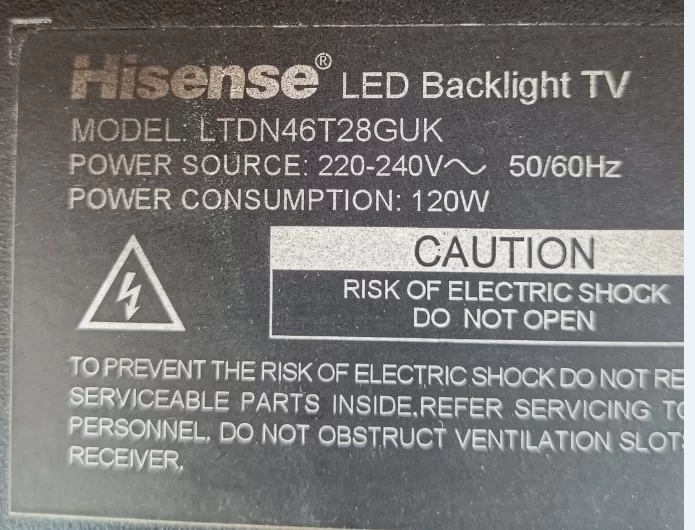 Hisense® LED Backlight TV
MODEL: LTDN46T28GUK
POWER SOURCE: 220-240V～ 50/60Hz
POWER CONSUMPTION: 120W
CAUTION
RISK OF ELECTRIC SHOCK
DO NOT OPEN
TO PREVENT THE RISK OF ELECTRIC SHOCK DO NOT RE
SERVICEABLE PARTS INSIDE.REFER SERVICING TO
PERSONNEL. DO NOT OBSTRUCT VENTILATION SLOTS
RECEIVER.